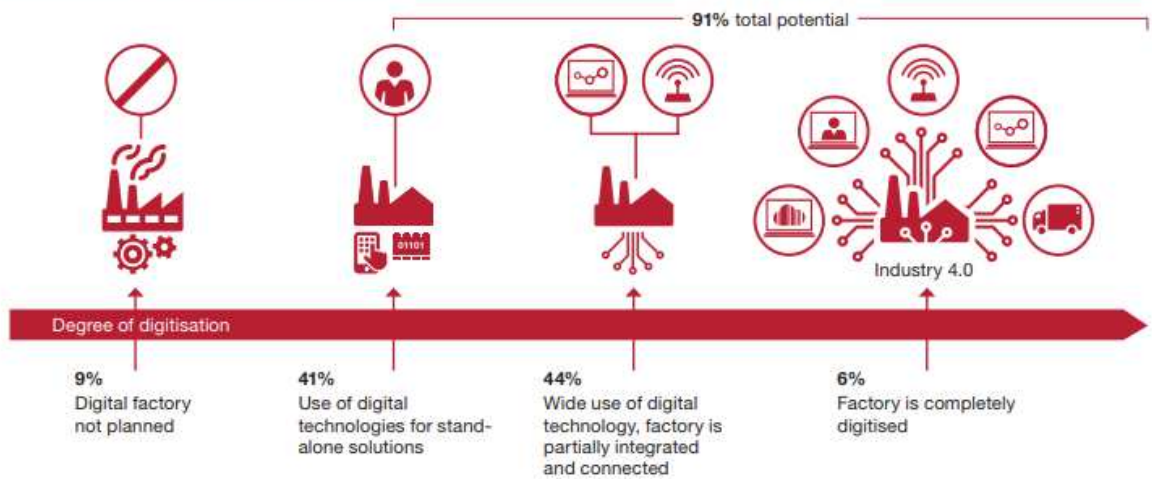 91% total potential
01101
Industry 4.0
Degree of digitisation
9%
Digital factory
not planned
41%
Use of digital
technologies for stand-
alone solutions
44%
Wide use of digital
technology, factory is
partially integrated
and connected
6%
Factory is completely
digitised